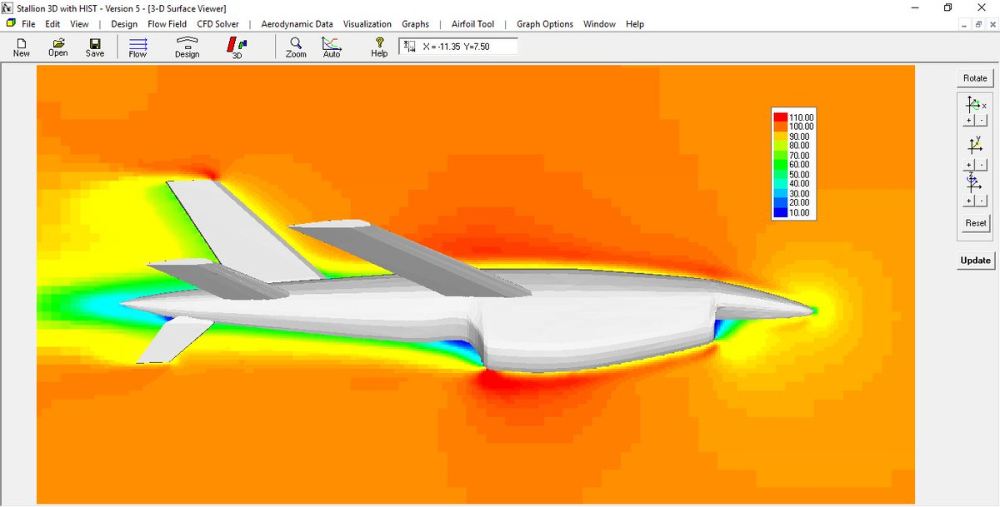 Stallion 3D with HIST - Version 5 - [3-D Surface Viewer]
File Edit View | Design Flow Field CFD Solver | Aerodynamic Data Visualization Graphs | Airfoil Tool | Graph Options Window Help
New Open Save Flow Design 3D Zoom Auto Help X = -11.35 Y=7.50
Rotate
x
+ -
y
+ -
z
+ -
Reset
Update
110.00
100.00
90.00
80.00
70.00
60.00
50.00
40.00
30.00
20.00
10.00